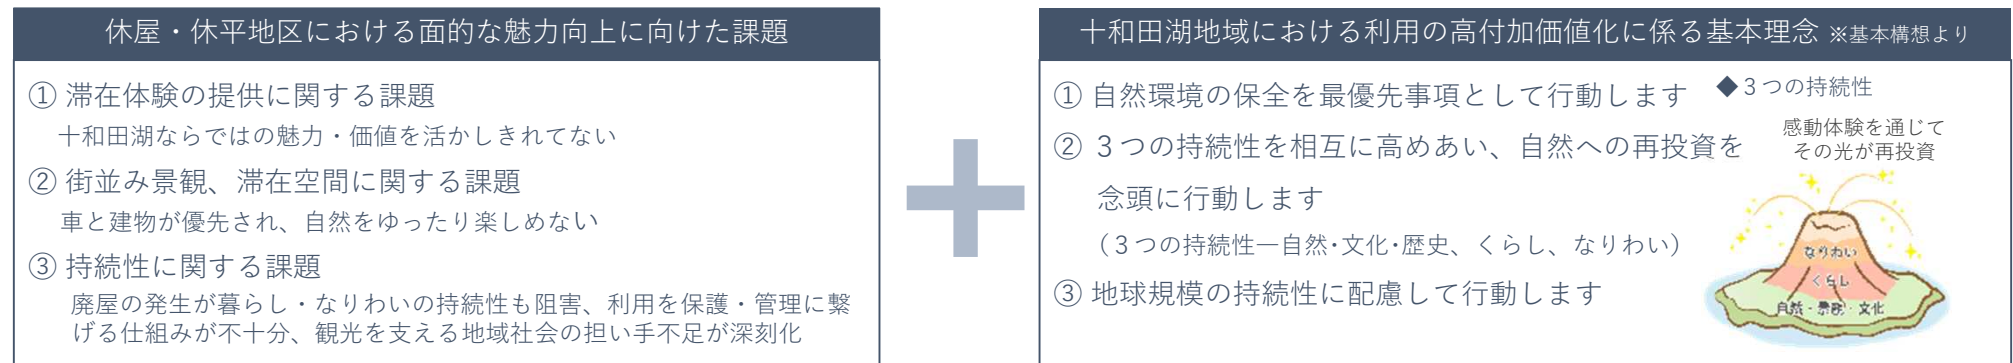 休屋・休平地区における面的な魅力向上に向けた課題
① 滞在体験の提供に関する課題
十和田湖ならではの魅力・価値を活かしきれてない
② 街並み景観、滞在空間に関する課題
車と建物が優先され、自然をゆったり楽しめない
③ 持続性に関する課題
廃屋の発生が暮らし・なりわいの持続性も阻害、利用を保護・管理に繋
げる仕組みが不十分、観光を支える地域社会の担い手不足が深刻化
十和田湖地域における利用の高付加価値化に係る基本理念 ※基本構想より
① 自然環境の保全を最優先事項として行動します
② ３つの持続性を相互に高めあい、自然への再投資を
念頭に行動します
（３つの持続性―自然･文化･歴史、くらし、なりわい）
③ 地球規模の持続性に配慮して行動します
◆３つの持続性
感動体験を通じて
その光が再投資
なりわい
くらし
自然・景観・文化